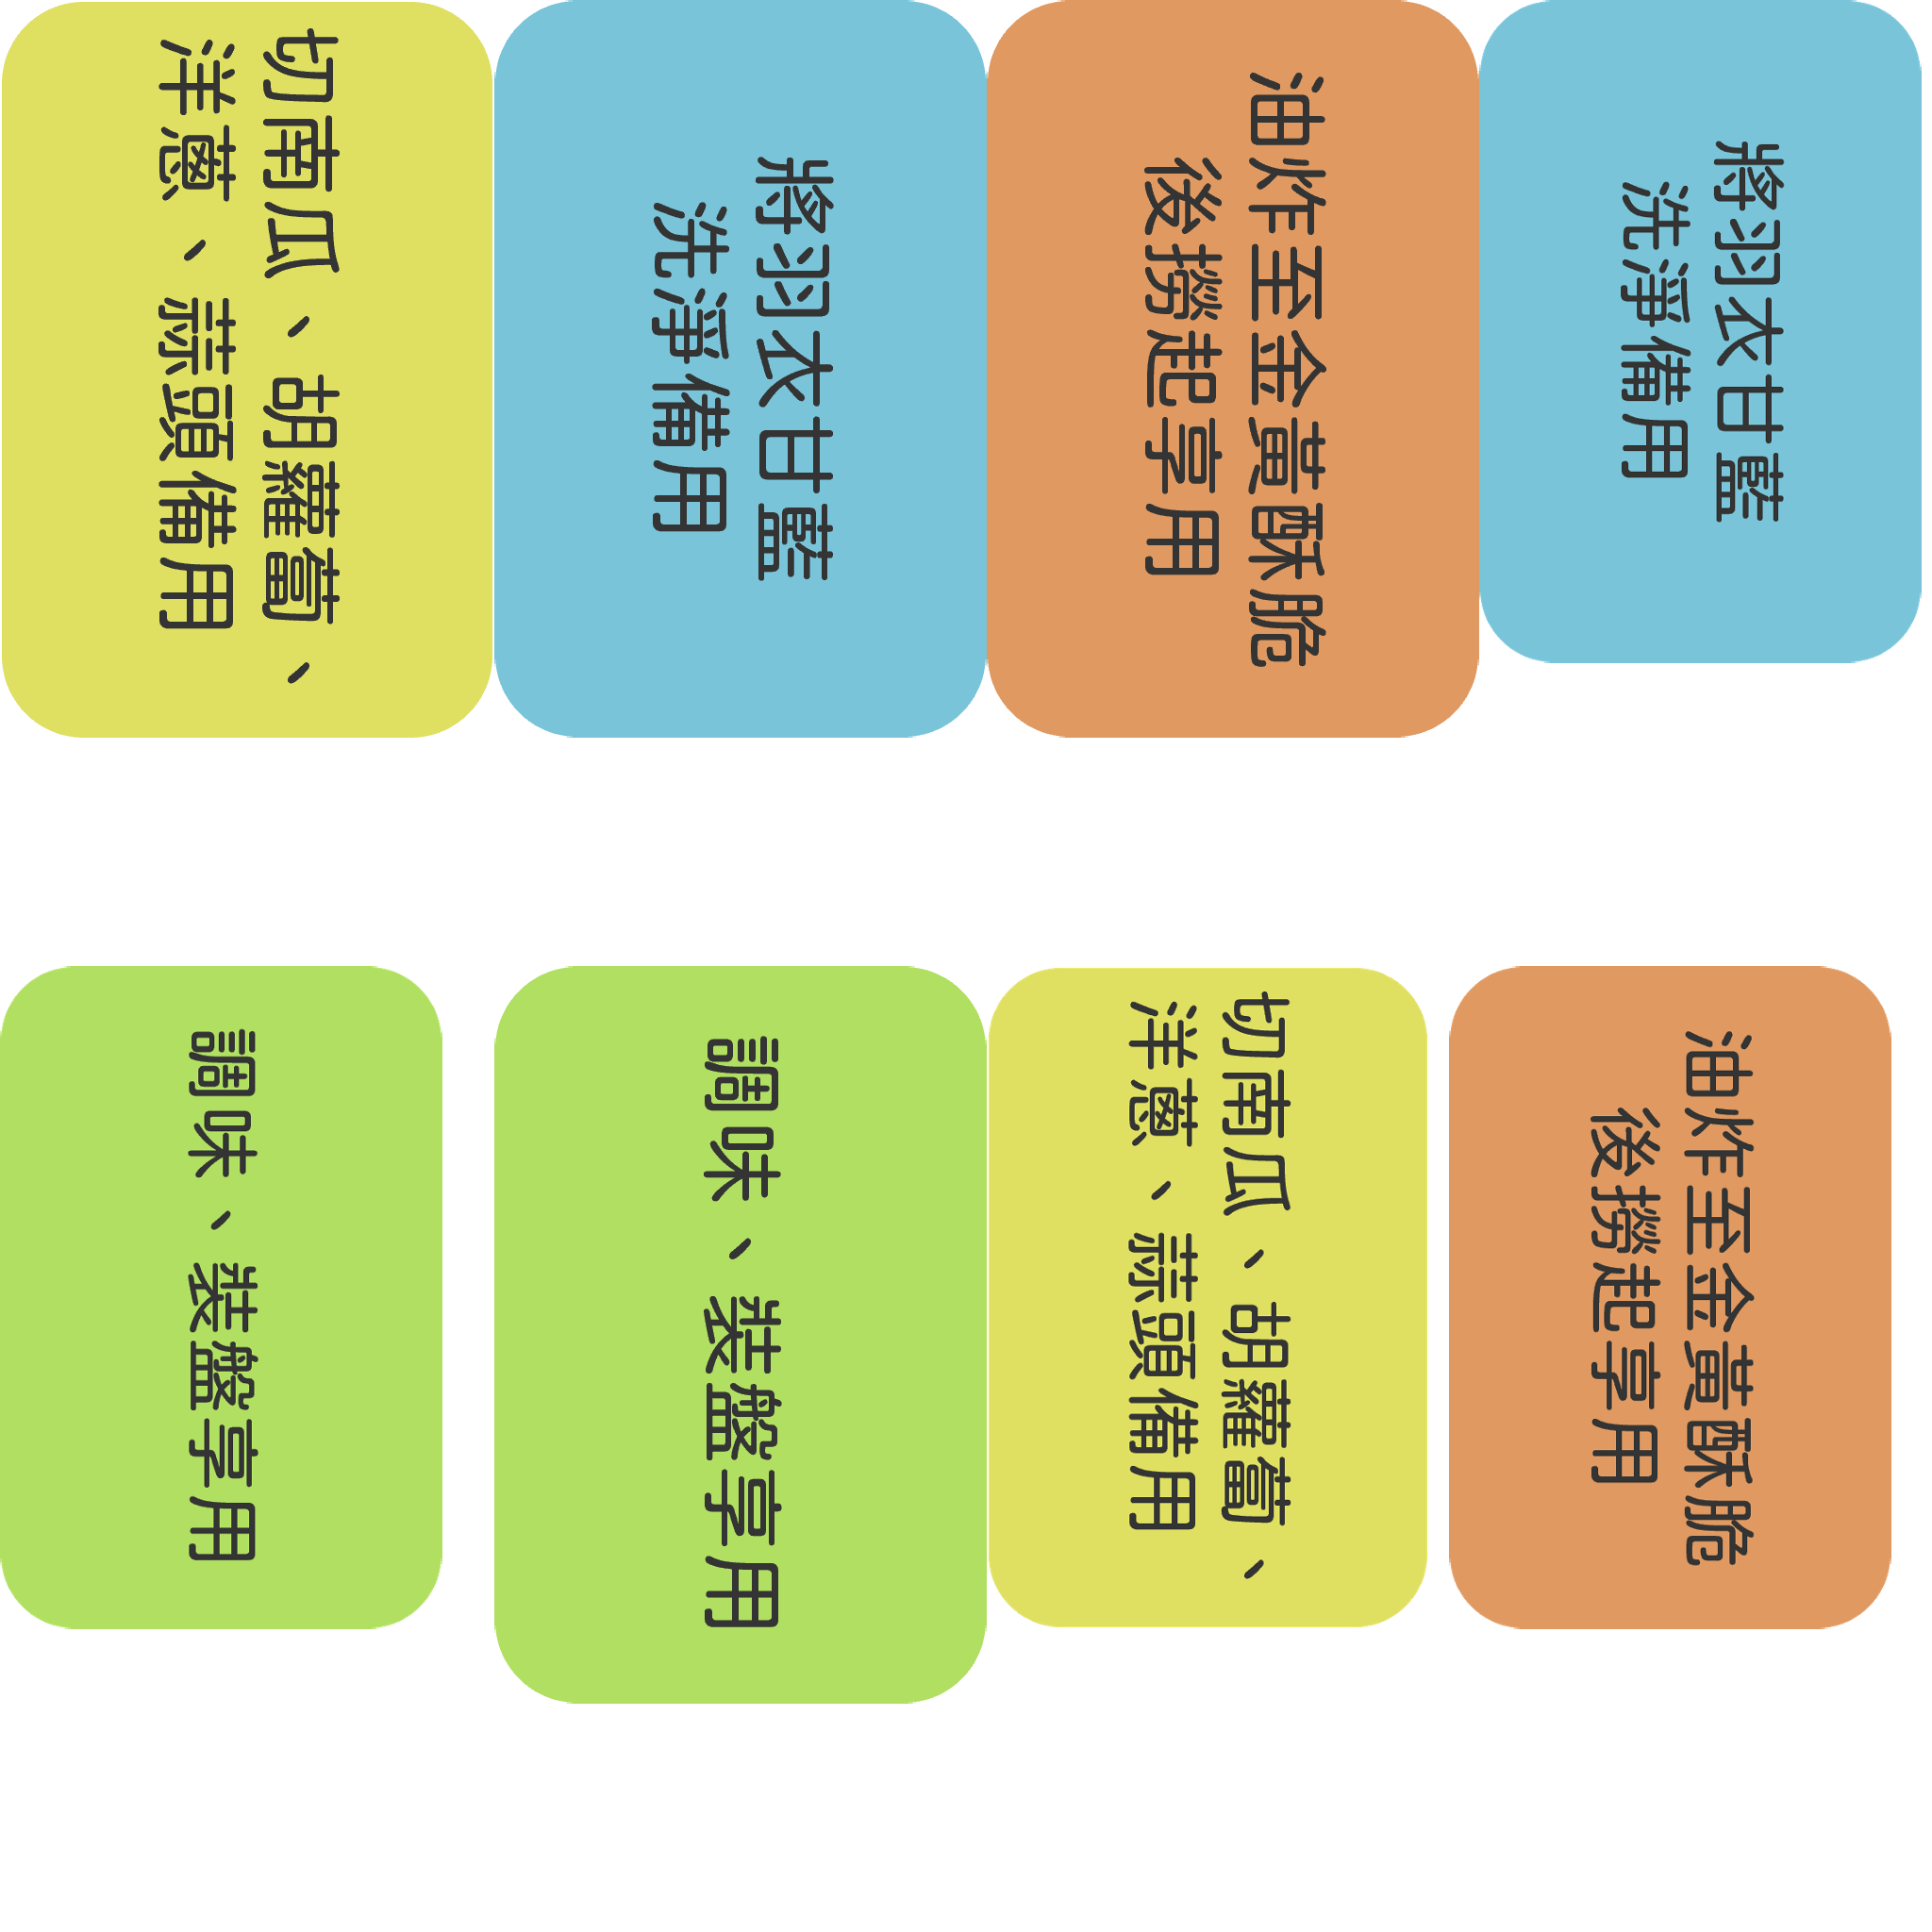 切南瓜、胡蘿蔔、
洋蔥、蒜頭備用
將羽衣甘藍
洗淨備用
油炸至金黃酥脆
後撈起享用
將羽衣甘藍
洗淨備用
調味、裝盤享用
調味、裝盤享用
切南瓜、胡蘿蔔、
洋蔥、蒜頭備用
油炸至金黃酥脆
後撈起享用